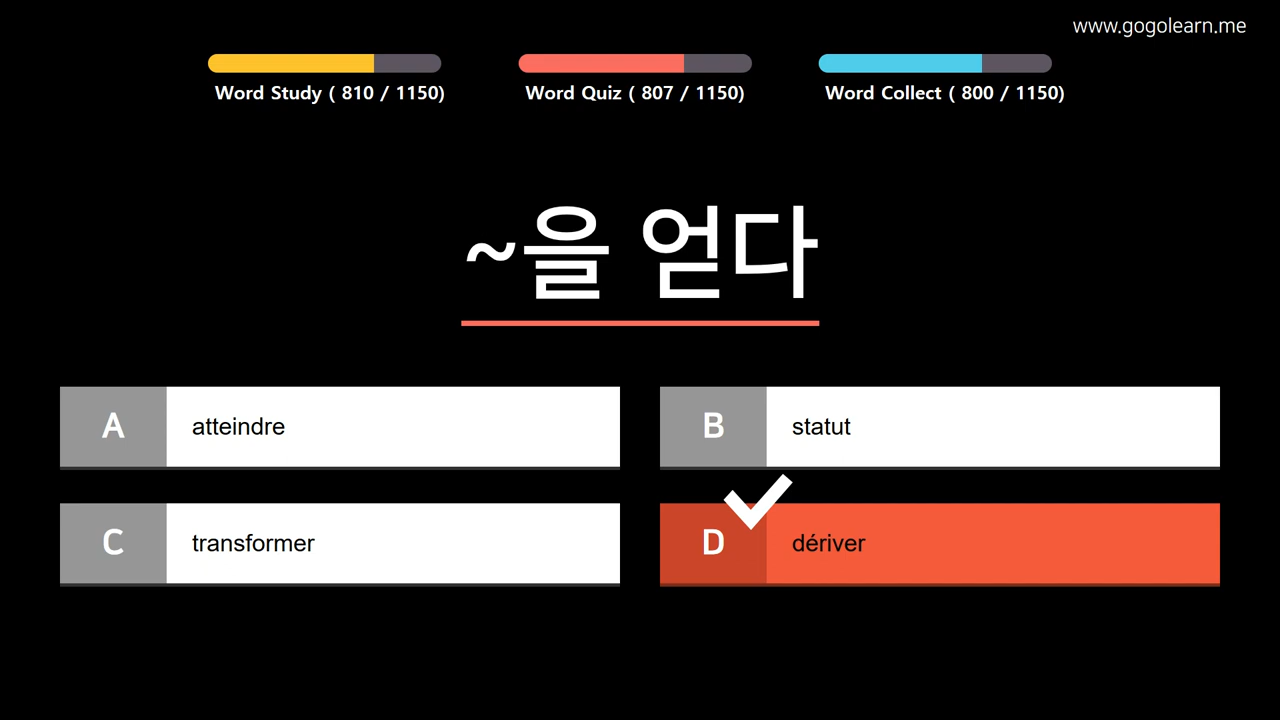 www.gogolearn.me
Word Study ( 810 / 1150)
Word Quiz ( 807 / 1150)
Word Collect ( 800 / 1150)
~을 얻다
A atteindre
B statut
C transformer
D dériver